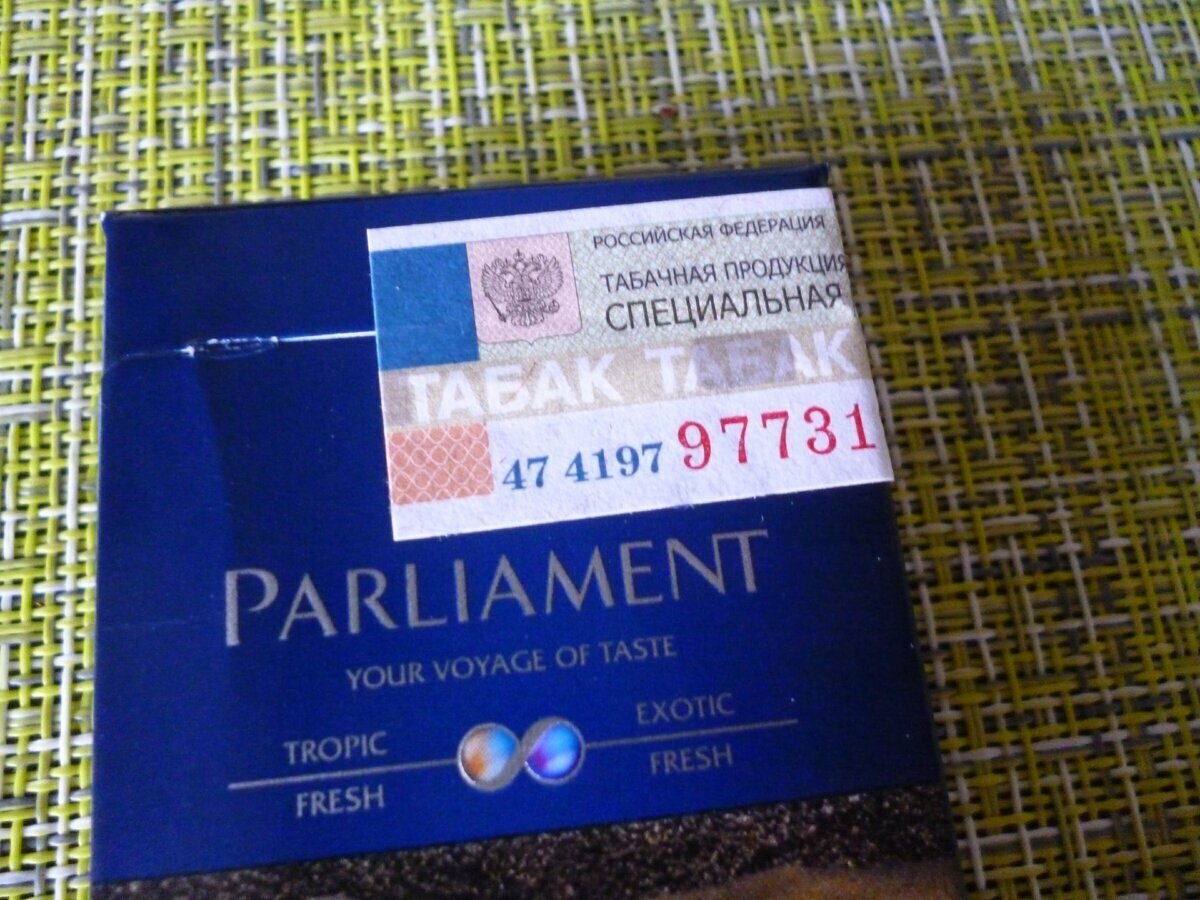 РОССИЙСКАЯ ФЕДЕРАЦИЯ
ТАБАЧНАЯ ПРОДУКЦИЯ
СПЕЦИАЛЬНАЯ
ТАБАК ТАБАК
47 4197 97731
PARLIAMENT
YOUR VOYAGE OF TASTE
TROPIC
FRESH
EXOTIC
FRESH